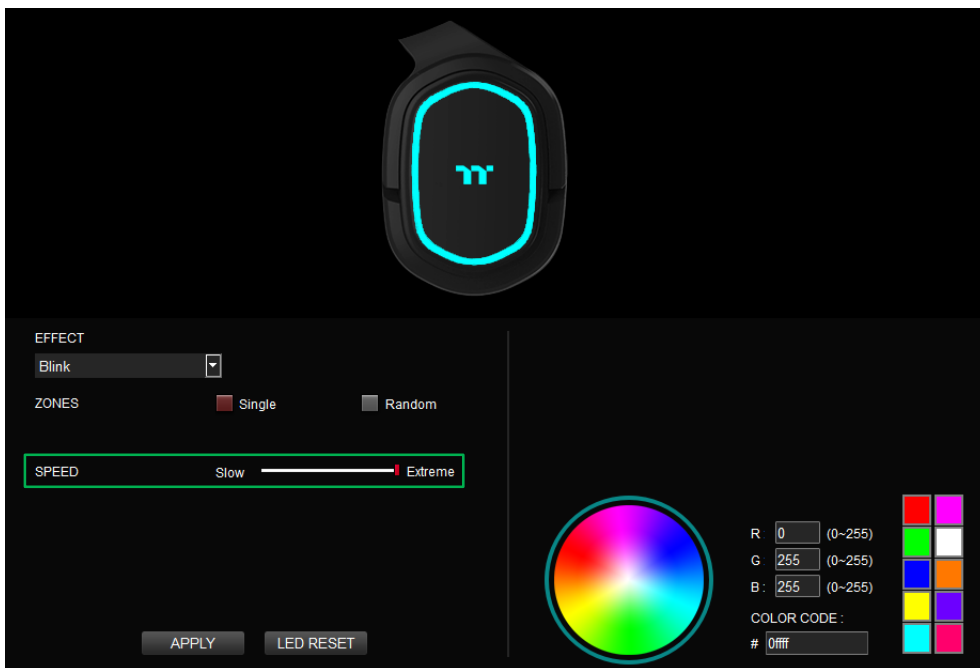 EFFECT
Blink
ZONES Single Random
SPEED Slow Extreme
R : 0 (0~255)
G : 255 (0~255)
B : 255 (0~255)
COLOR CODE :
# 0ffff
APPLY LED RESET